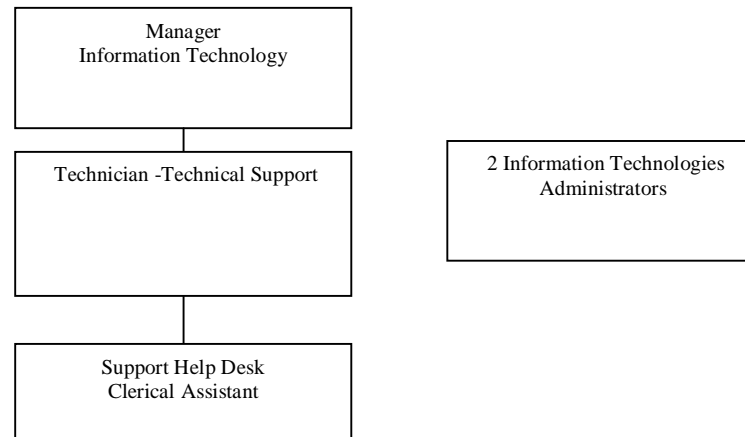 Manager
Information Technology
Technician -Technical Support
2 Information Technologies
Administrators
Support Help Desk
Clerical Assistant